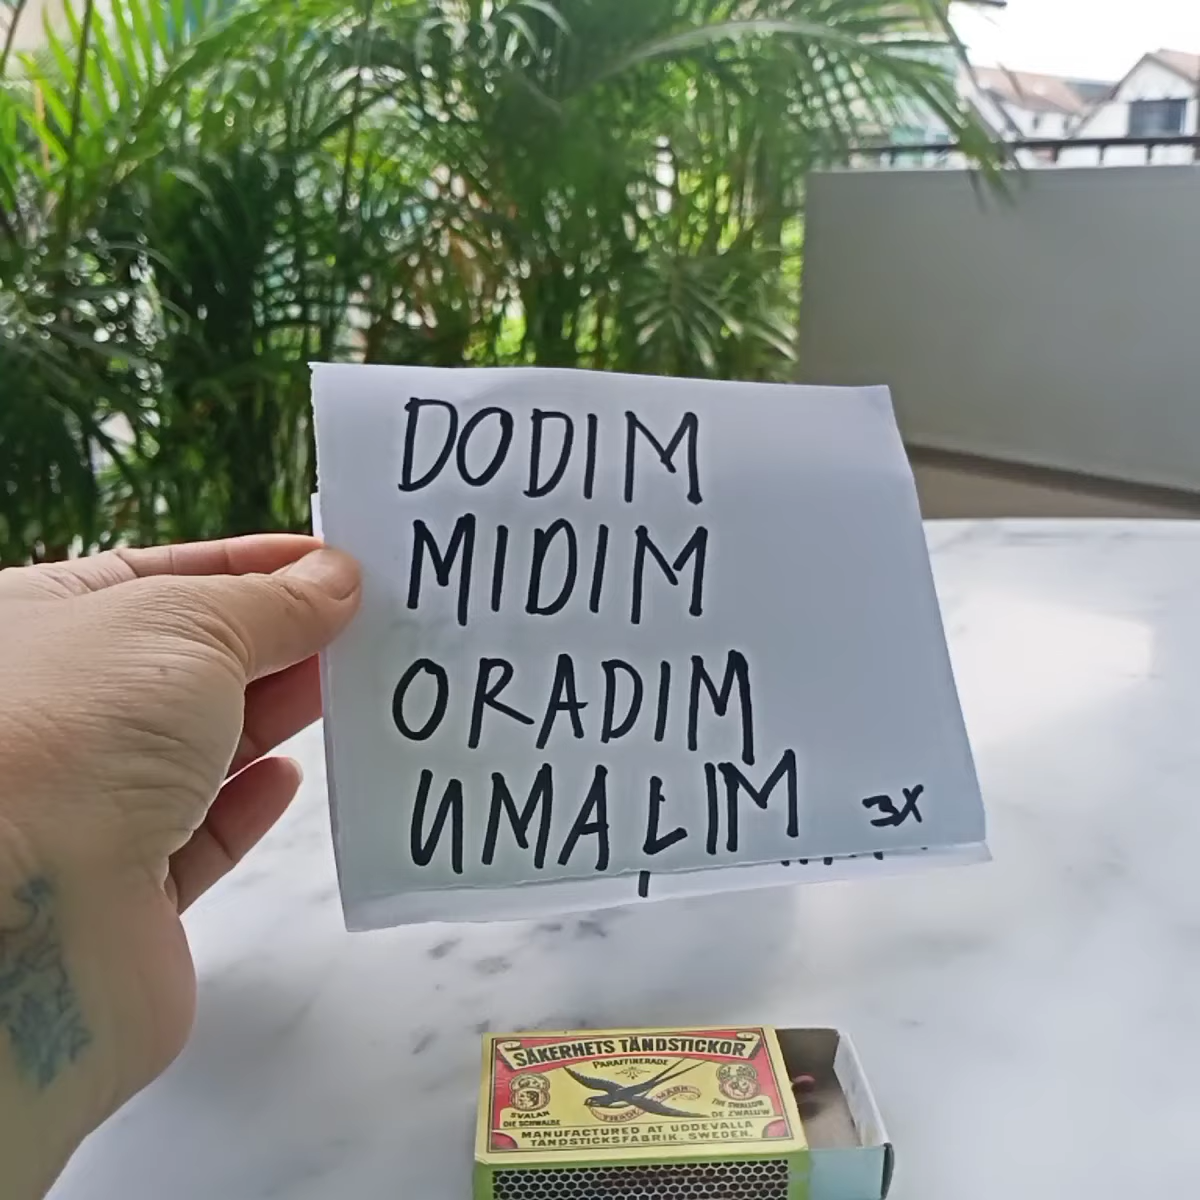 DODIM
MIDIM
ORADIM
UMALIM 3X
SÄKERHETS TÄNDSTICKOR
PARAFFINERADE
SVALAN
DIE SCHWALBE
TRADE MARK
THE SWALLOW
DE ZWALUW
MANUFACTURED AT UDDEVALLA
TÄNDSTICKSFABRIK. SWEDEN.